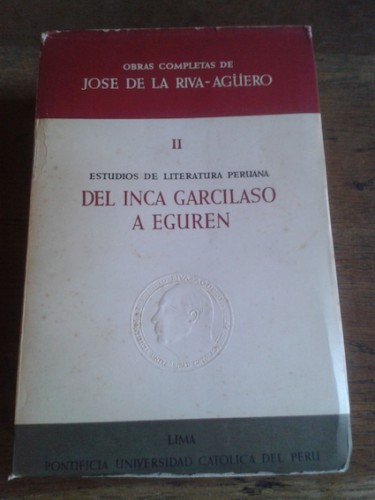 OBRAS COMPLETAS DE
JOSE DE LA RIVA-AGÜERO
II
ESTUDIOS DE LITERATURA PERUANA
DEL INCA GARCILASO
A EGUREN
LIMA
PONTIFICIA UNIVERSIDAD CATOLICA DEL PERU